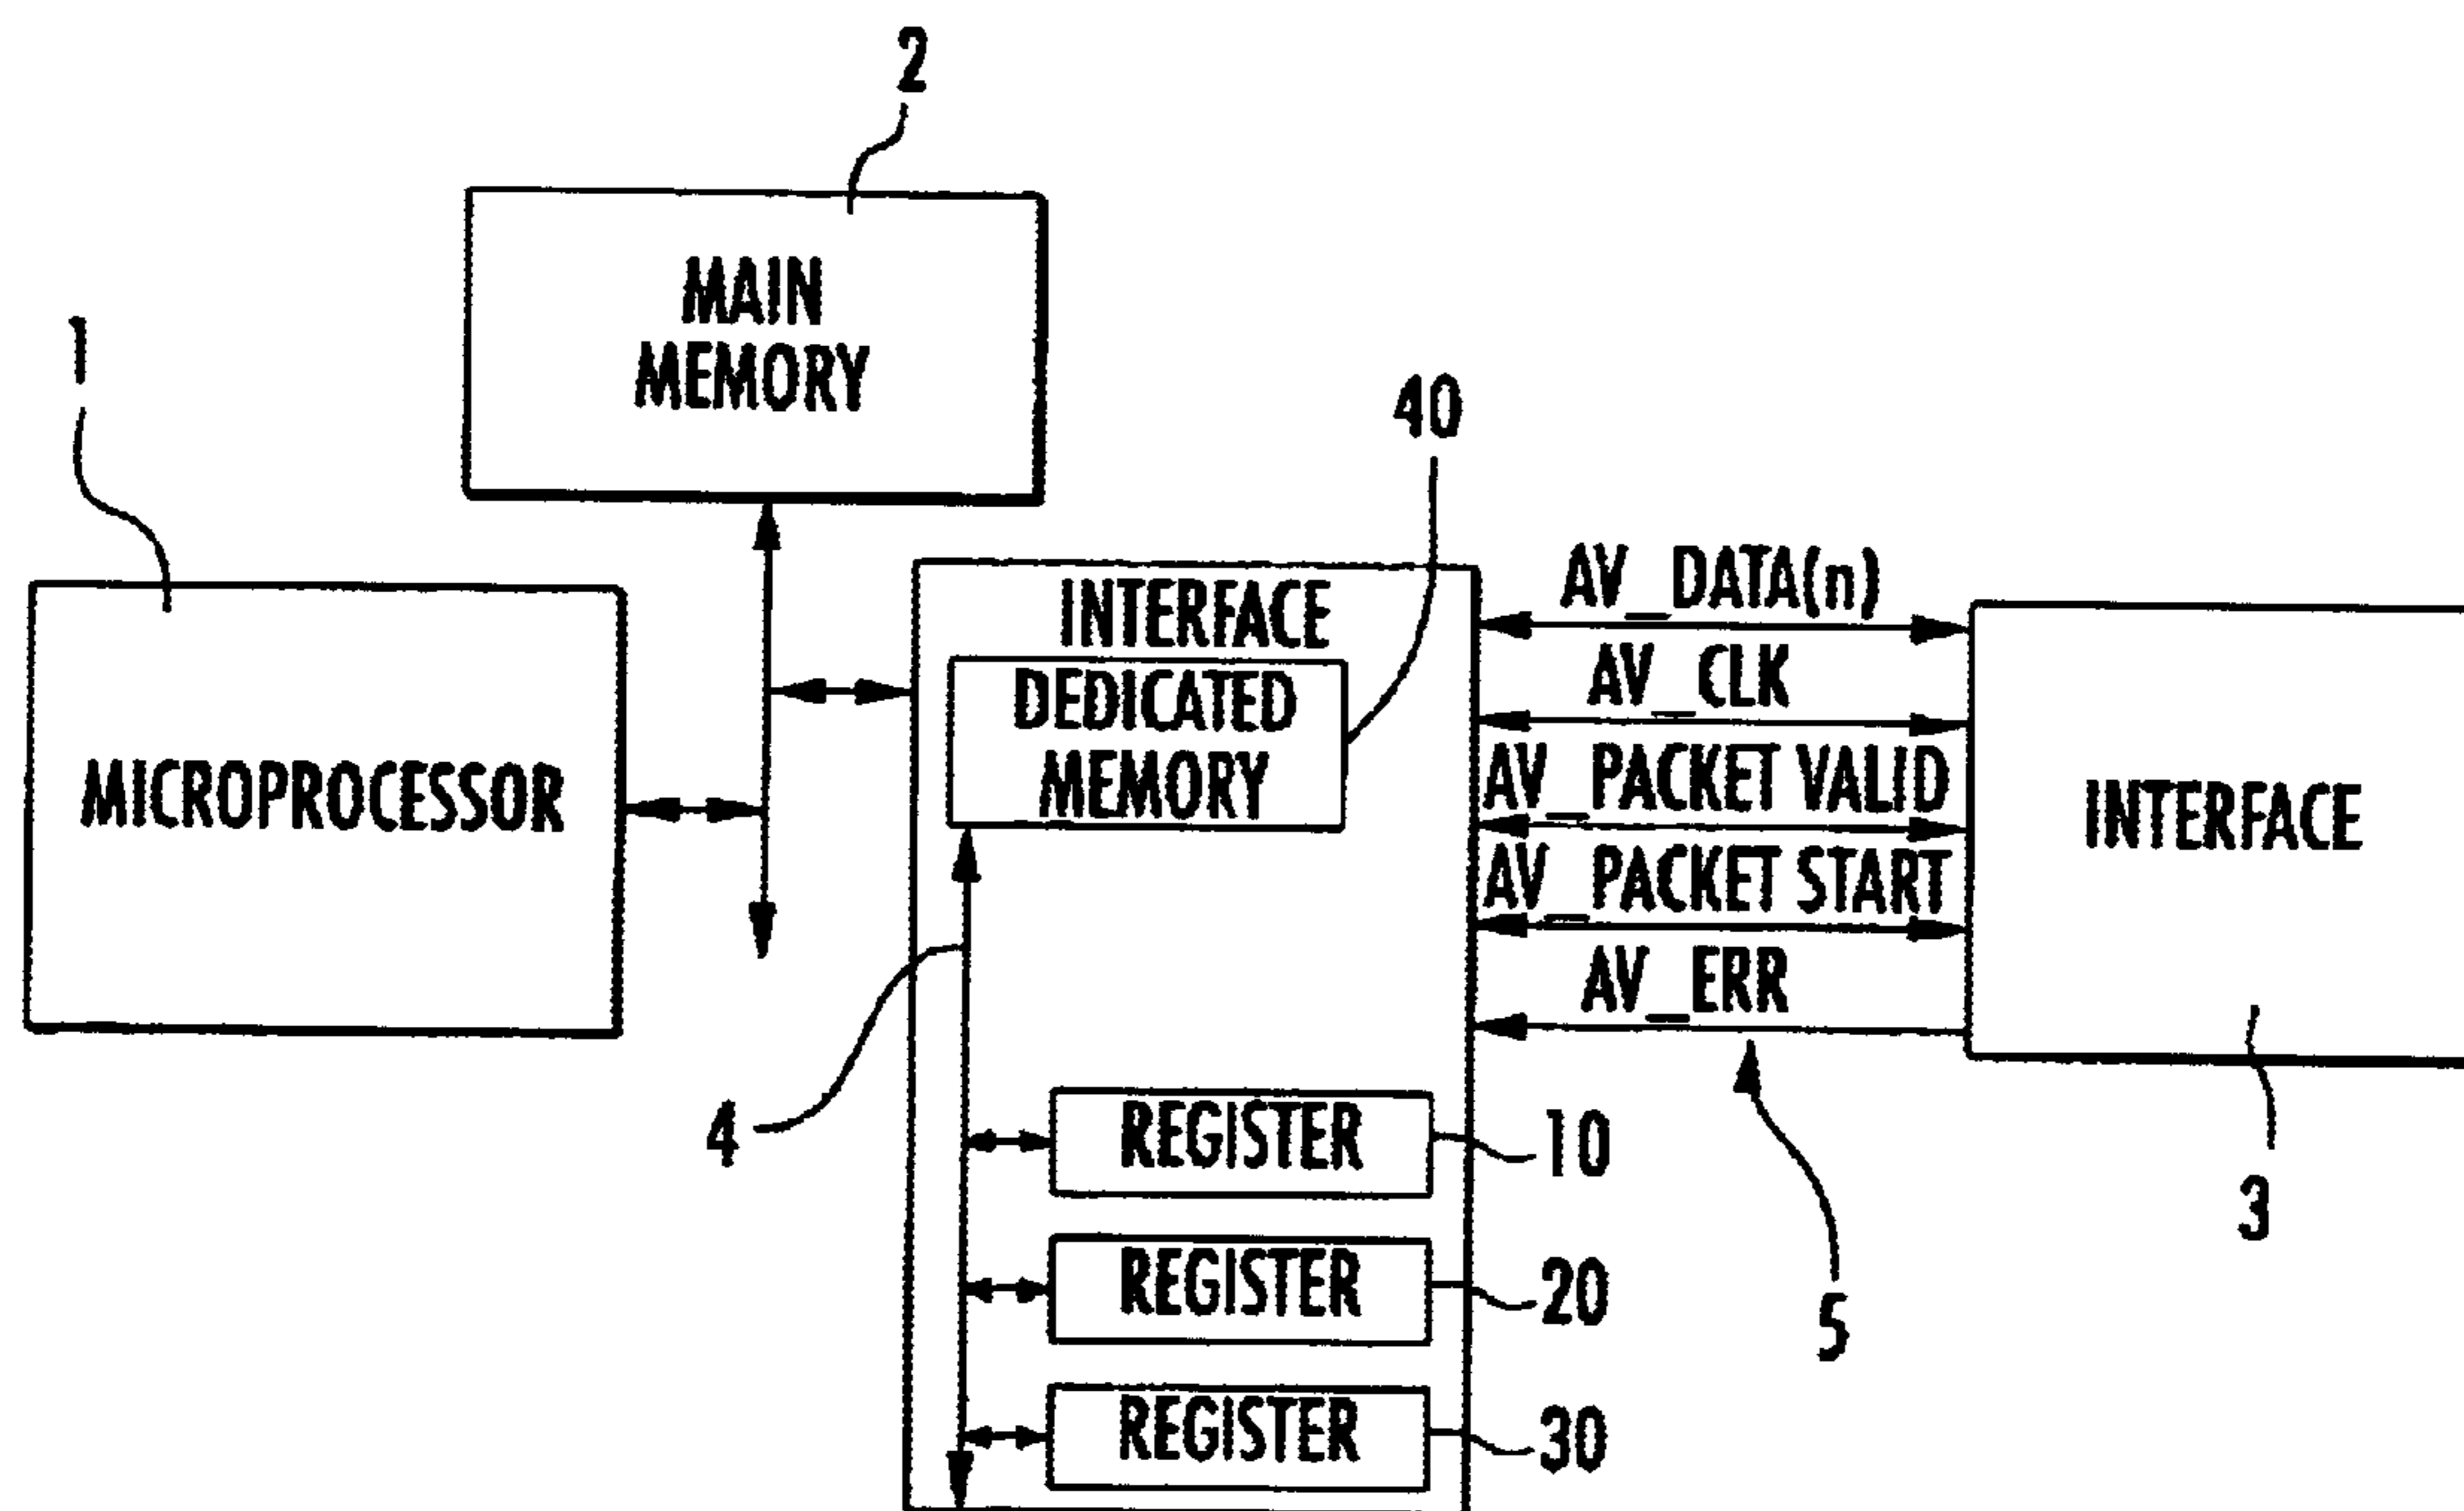 2
MAIN
MEMORY
1
40
INTERFACE
DEDICATED
MEMORY
AV_DATA(n)
AV_CLK
AV_PACKET VALID
AV_PACKET START
AV_ERR
MICROPROCESSOR
INTERFACE
4
REGISTER
10
REGISTER
20
REGISTER
30
5
3